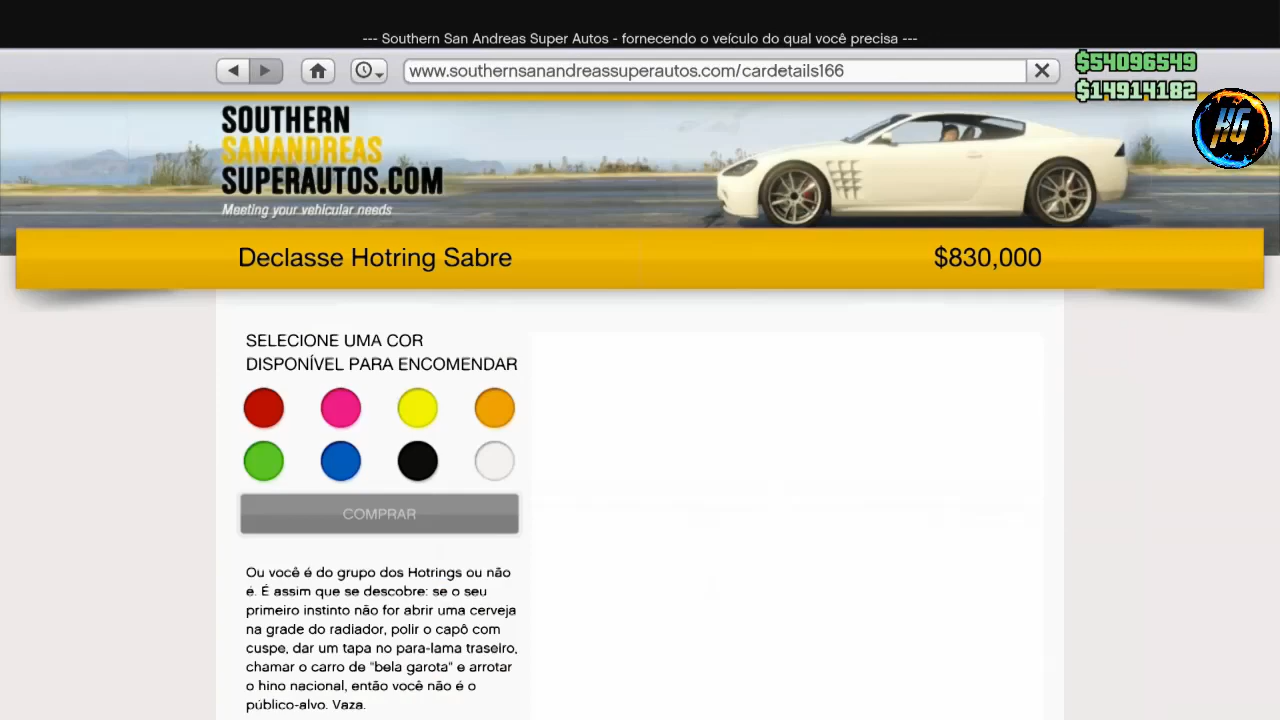 --- Southern San Andreas Super Autos - fornecendo o veículo do qual você precisa ---
www.southernsanandreassuperautos.com/cardetails166
$54096549
$14914182
HG
SOUTHERN
SANANDREAS
SUPERAUTOS.COM
Meeting your vehicular needs
Declasse Hotring Sabre
$830,000
SELECIONE UMA COR
DISPONÍVEL PARA ENCOMENDAR
COMPRAR
Ou você é do grupo dos Hotrings ou não
é. É assim que se descobre: se o seu
primeiro instinto não for abrir uma cerveja
na grade do radiador, polir o capô com
cuspe, dar um tapa no para-lama traseiro,
chamar o carro de "bela garota" e arrotar
o hino nacional, então você não é o
público-alvo. Vaza.